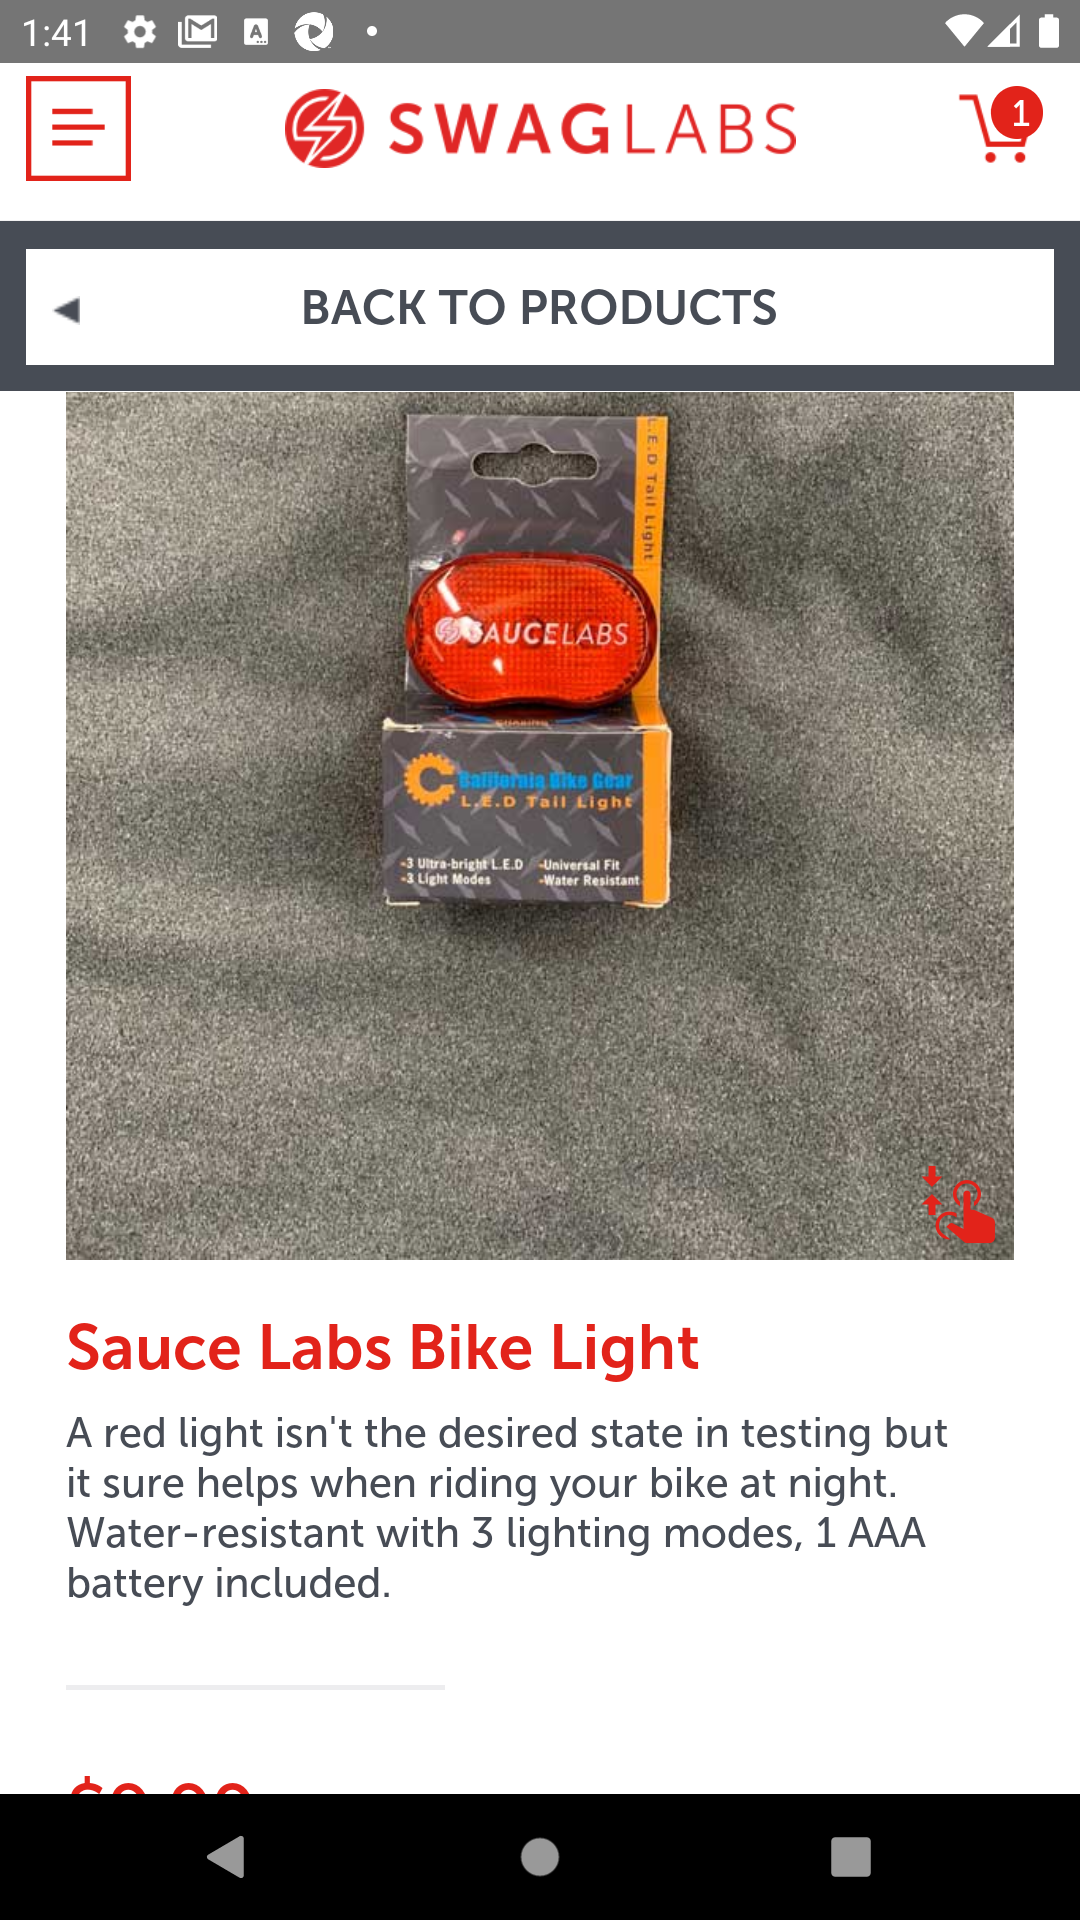 1:41
SWAGLABS
1
BACK TO PRODUCTS
L.E.D Tail Light
SAUCELABS
California Bike Gear
L.E.D Tail Light
-3 Ultra-bright L.E.D -Universal Fit
-3 Light Modes -Water Resistant
Sauce Labs Bike Light
A red light isn't the desired state in testing but
it sure helps when riding your bike at night.
Water-resistant with 3 lighting modes, 1 AAA
battery included.